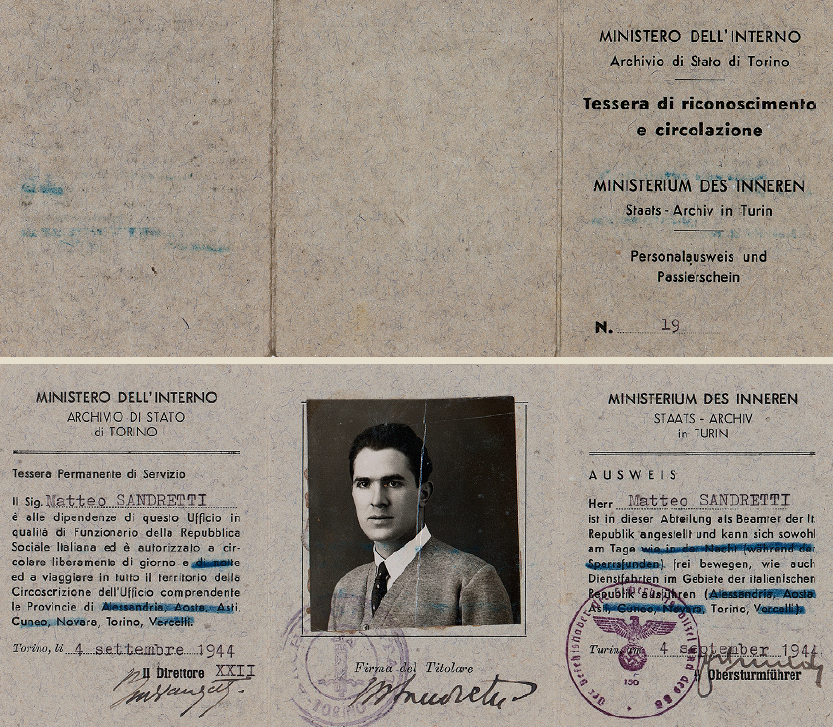 MINISTERO DELL'INTERNO
Archivio di Stato di Torino
Tessera di riconoscimento
e circolazione
MINISTERIUM DES INNEREN
Staats - Archiv in Turin
Personalausweis und
Passierschein
N. 19
MINISTERO DELL'INTERNO
ARCHIVIO DI STATO
di TORINO
Tessera Permanente di Servizio
Il Sig. Matteo SANDRETTI
è alle dipendenze di questo Ufficio in
qualità di Funzionario della Repubblica
Sociale Italiana ed è autorizzato a cir-
colare liberamente di giorno e di notte
ed a viaggiare in tutto il territorio della
Circoscrizione dell'Ufficio comprendente
le Provincie di Alessandria, Aosta, Asti,
Cuneo, Novara, Torino, Vercelli.
Torino, li 4 settembre 1944
Il Direttore XXII
TORINO
Firma del Titolare
MINISTERIUM DES INNEREN
STAATS - ARCHIV
in TURIN
AUSWEIS
Herr Matteo SANDRETTI
ist in dieser Abteilung als Beamter der It
Republik angestellt und kann sich sowohl
am Tage wie in der Nacht (während der
Sperrstunden) frei bewegen, wie auch
Dienstfahrten im Gebiete der italienischen
Republik ausführen (Alessandria, Aosta
Asti, Cuneo, Novara, Torino, Vercelli).
Turin, 4 september 1944
Obersturmführer